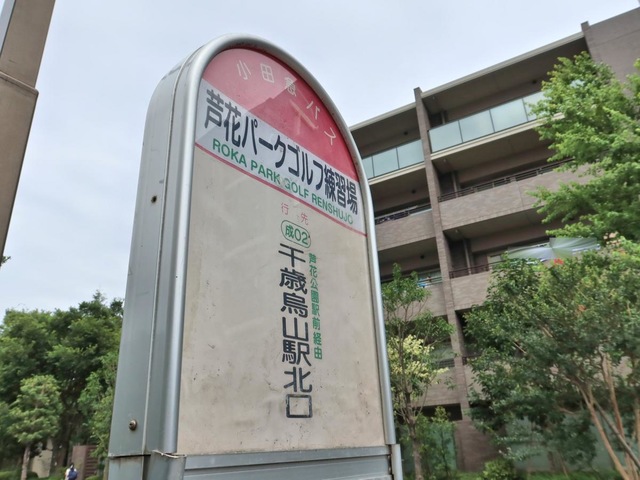 小田急バス
芦花パークゴルフ練習場
ROKA PARK GOLF RENSHUJO
行先
成02
芦花公園駅前経由
千歳烏山駅北口